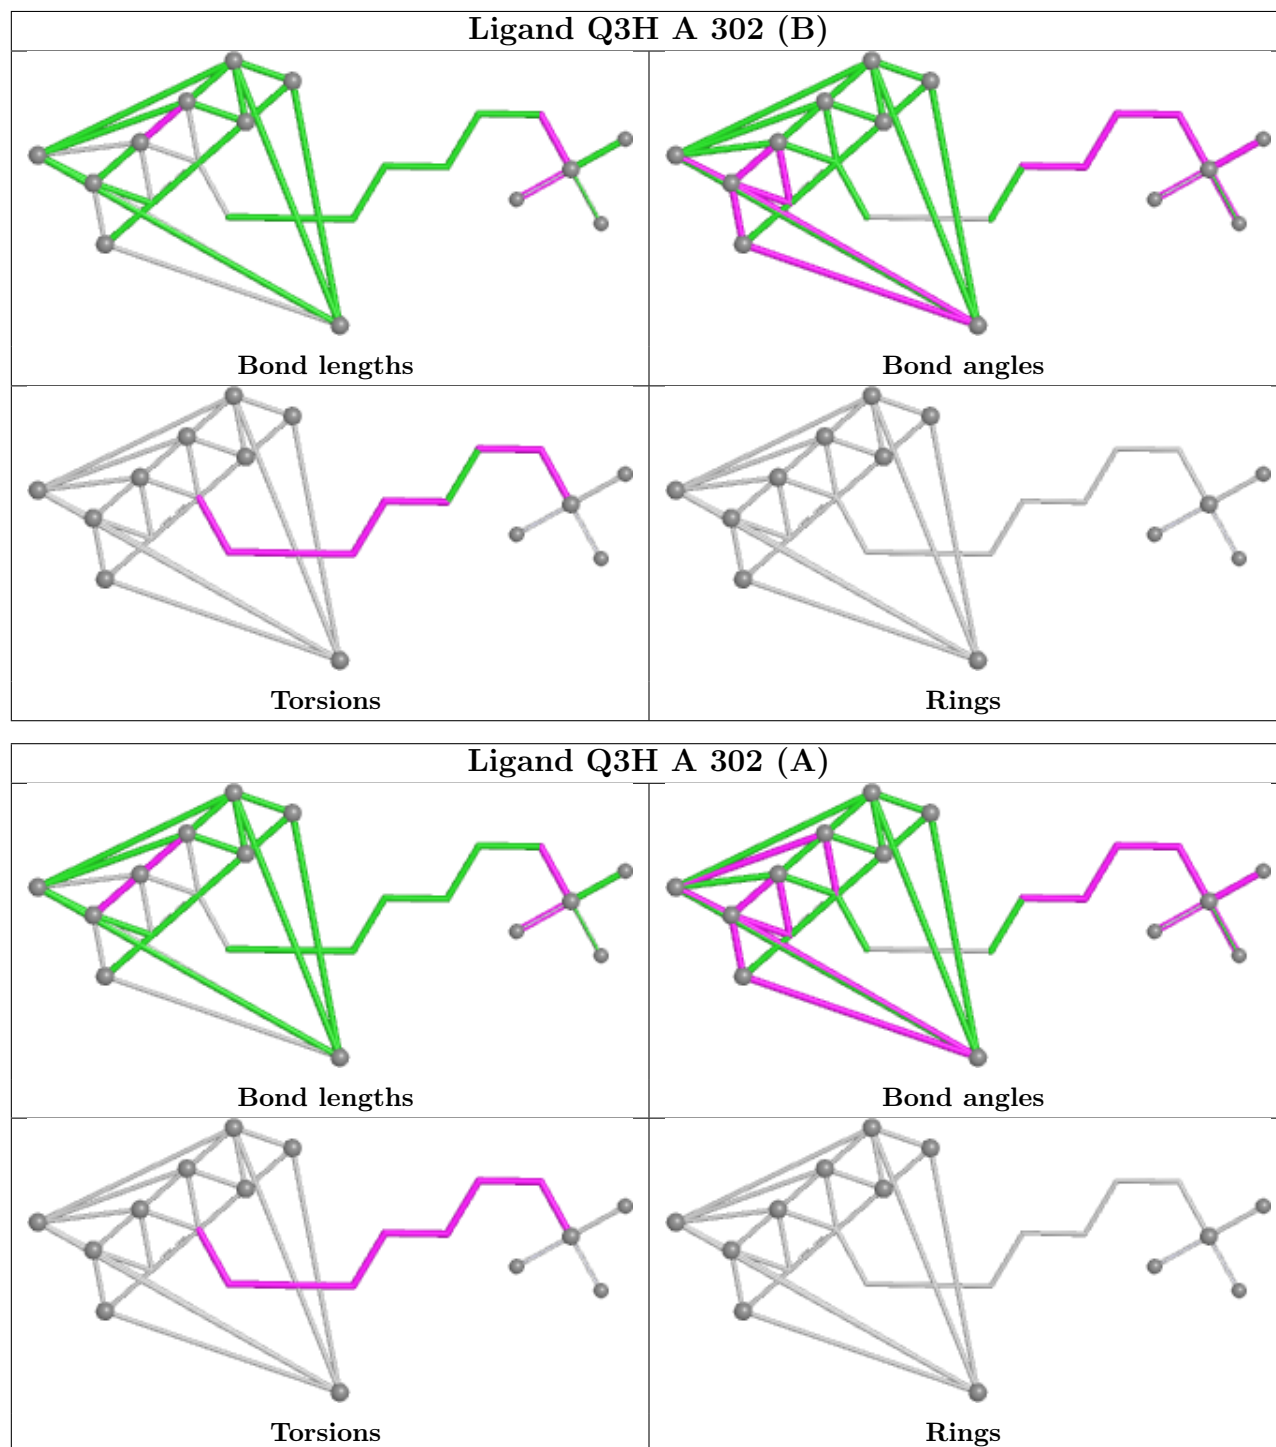 Ligand Q3H A 302 (B)
Bond lengths
Bond angles
Torsions
Rings
Ligand Q3H A 302 (A)
Bond lengths
Bond angles
Torsions
Rings